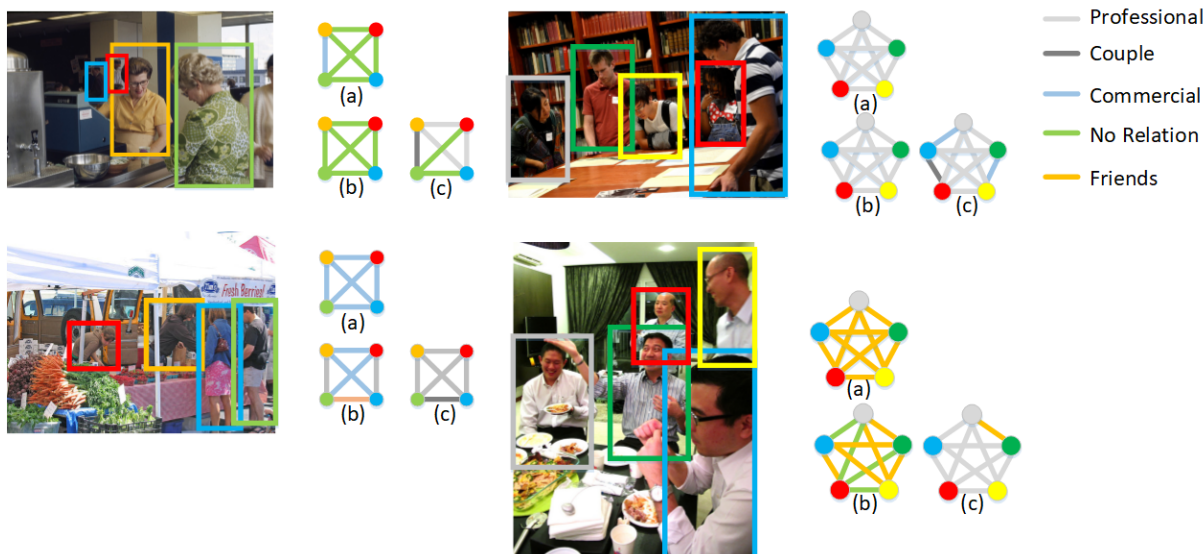 (a)
(b)
(c)
(a)
(b)
(c)
Professional
Couple
Commercial
No Relation
Friends
Fresh Berries!
(a)
(b)
(c)
(a)
(b)
(c)